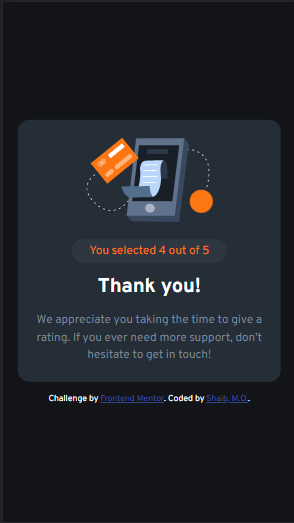 You selected 4 out of 5
Thank you!
We appreciate you taking the time to give a
rating. If you ever need more support, don't
hesitate to get in touch!
Challenge by Frontend Mentor. Coded by Shaib, M.O..